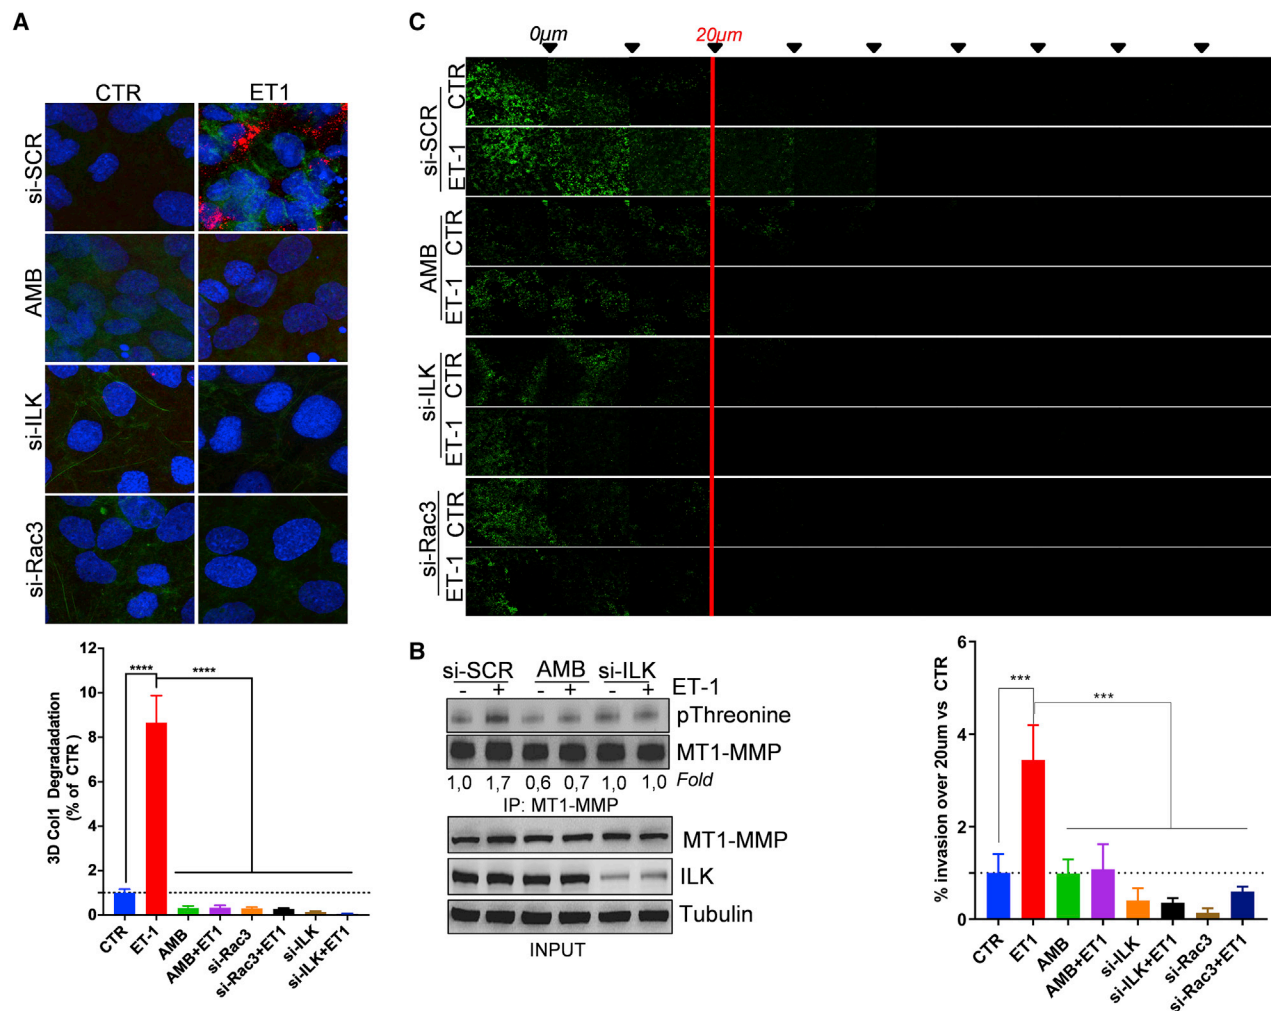 A
CTR ET1
si-SCR
AMB
si-ILK
si-Rac3
12
10
8
6
4
2
0
3D Col1 Degradadation
(% of CTR )
**** ****
CTR
ET-1
AMB
AMB+ET1
si-Rac3
si-Rac3+ET1
si-ILK
si-ILK+ET1
C
0µm 20µm
si-SCR
CTR
ET-1
AMB
CTR
ET-1
si-ILK
CTR
ET-1
si-Rac3
CTR
ET-1
B
si-SCR AMB si-ILK
- + - + - + ET-1
pThreonine
MT1-MMP
1,0 1,7 0,6 0,7 1,0 1,0 Fold
IP: MT1-MMP
MT1-MMP
ILK
Tubulin
INPUT
6
4
2
0
% invasion over 20um vs CTR
*** ***
CTR
ET1
AMB
AMB+ET1
si-ILK
si-ILK+ET1
si-Rac3
si-Rac3+ET1